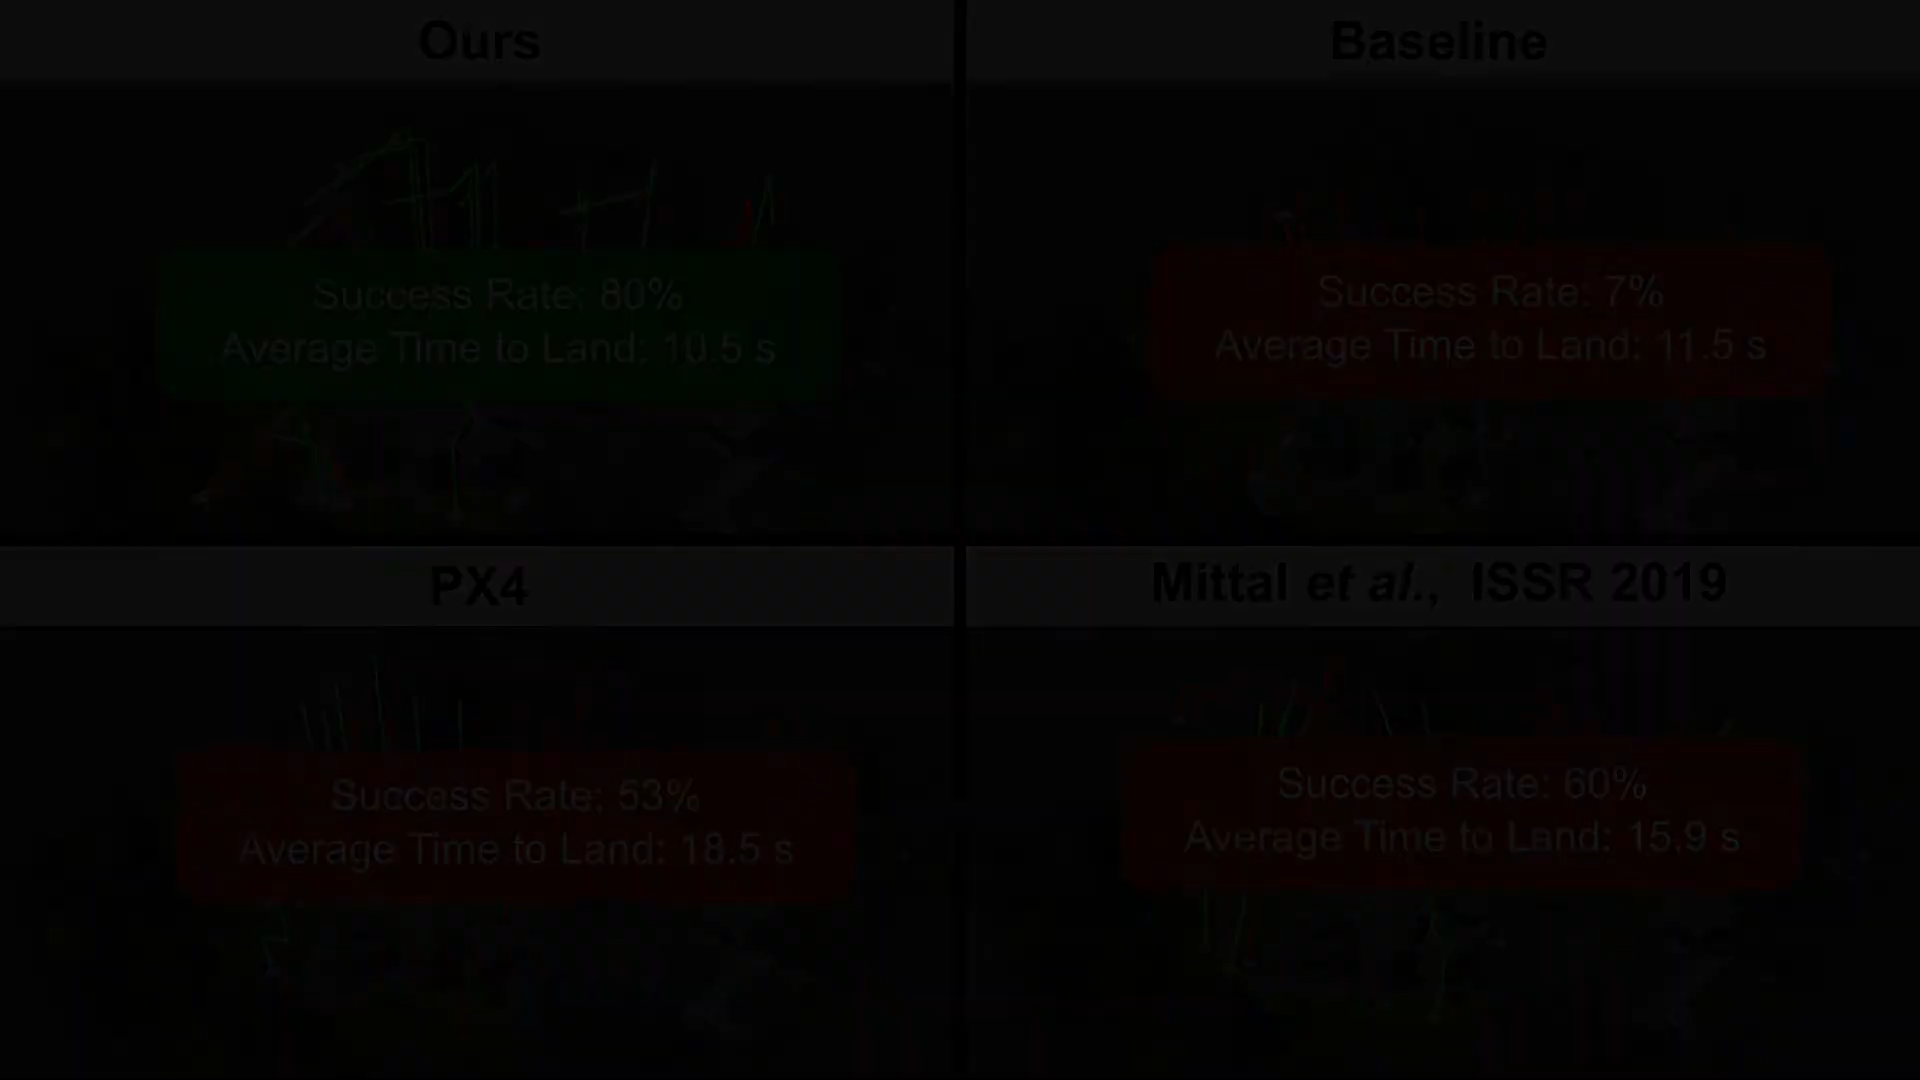 Ours
Success Rate: 80%
Average Time to Land: 10.5 s
Baseline
Success Rate: 7%
Average Time to Land: 11.5 s
PX4
Success Rate: 53%
Average Time to Land: 18.5 s
Mittal et al., ISSR 2019
Success Rate: 60%
Average Time to Land: 15.9 s